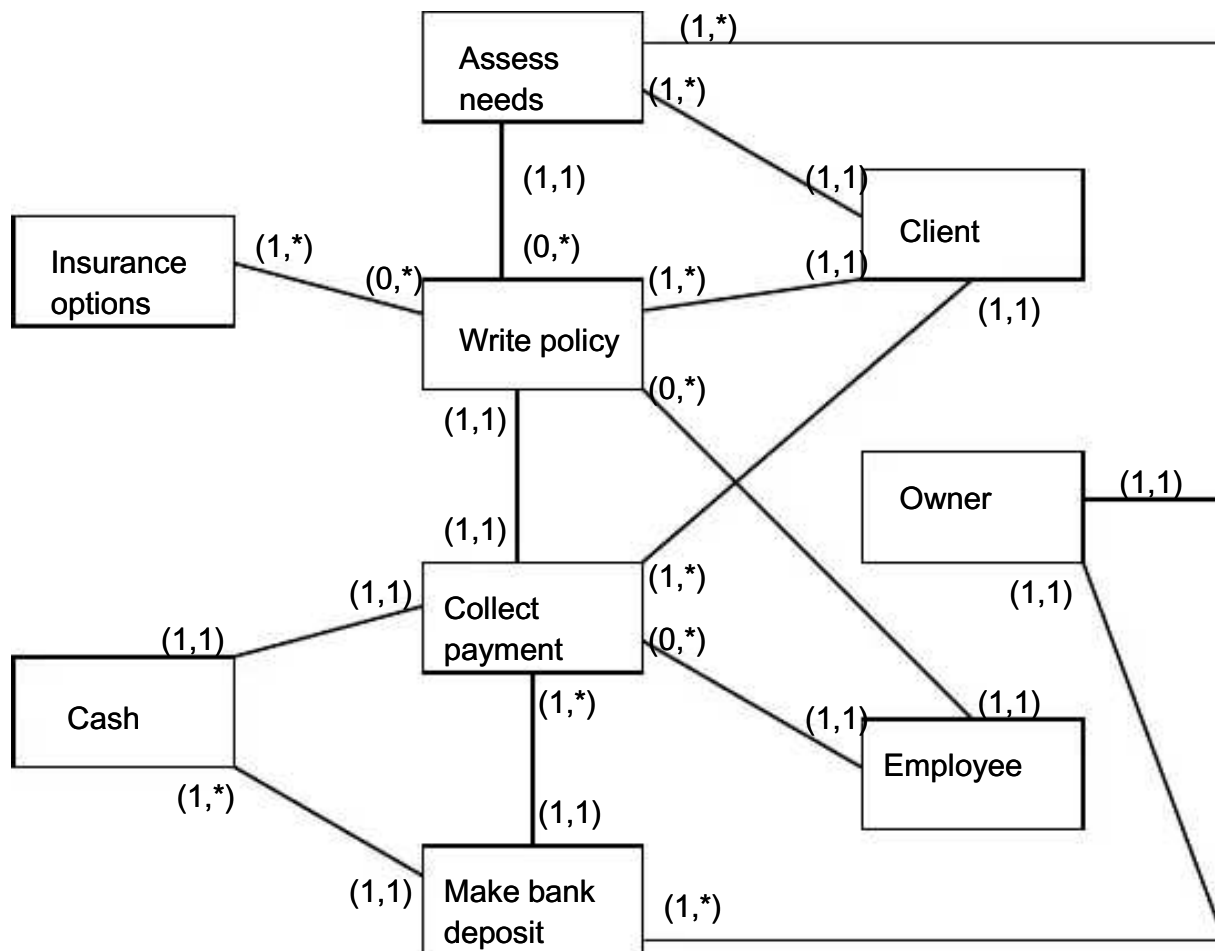 (1,*)
Assess
needs
(1,*)
(1,1)
(1,1)
Client
(1,*)
(0,*)
Insurance
options
(0,*)
(1,*)
(1,1)
(1,1)
Write policy
(0,*)
(1,1)
Owner
(1,1)
(1,1)
(1,1)
(1,*)
(1,1)
Collect
payment
(1,1)
(0,*)
(1,*)
(1,1)
(1,1)
Cash
Employee
(1,*)
(1,1)
(1,1)
Make bank
deposit
(1,*)